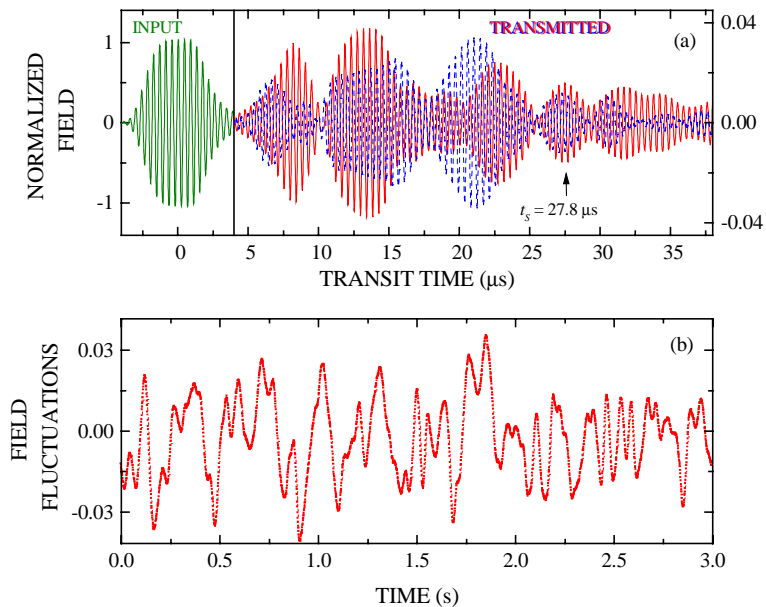 INPUT
TRANSMITTED
(a)
1
0
-1
0.04
0.00
-0.04
NORMALIZED
FIELD
t_S = 27.8 µs
0 5 10 15 20 25 30 35
TRANSIT TIME (µs)
(b)
0.03
0.00
-0.03
FIELD
FLUCTUATIONS
0.0 0.5 1.0 1.5 2.0 2.5 3.0
TIME (s)